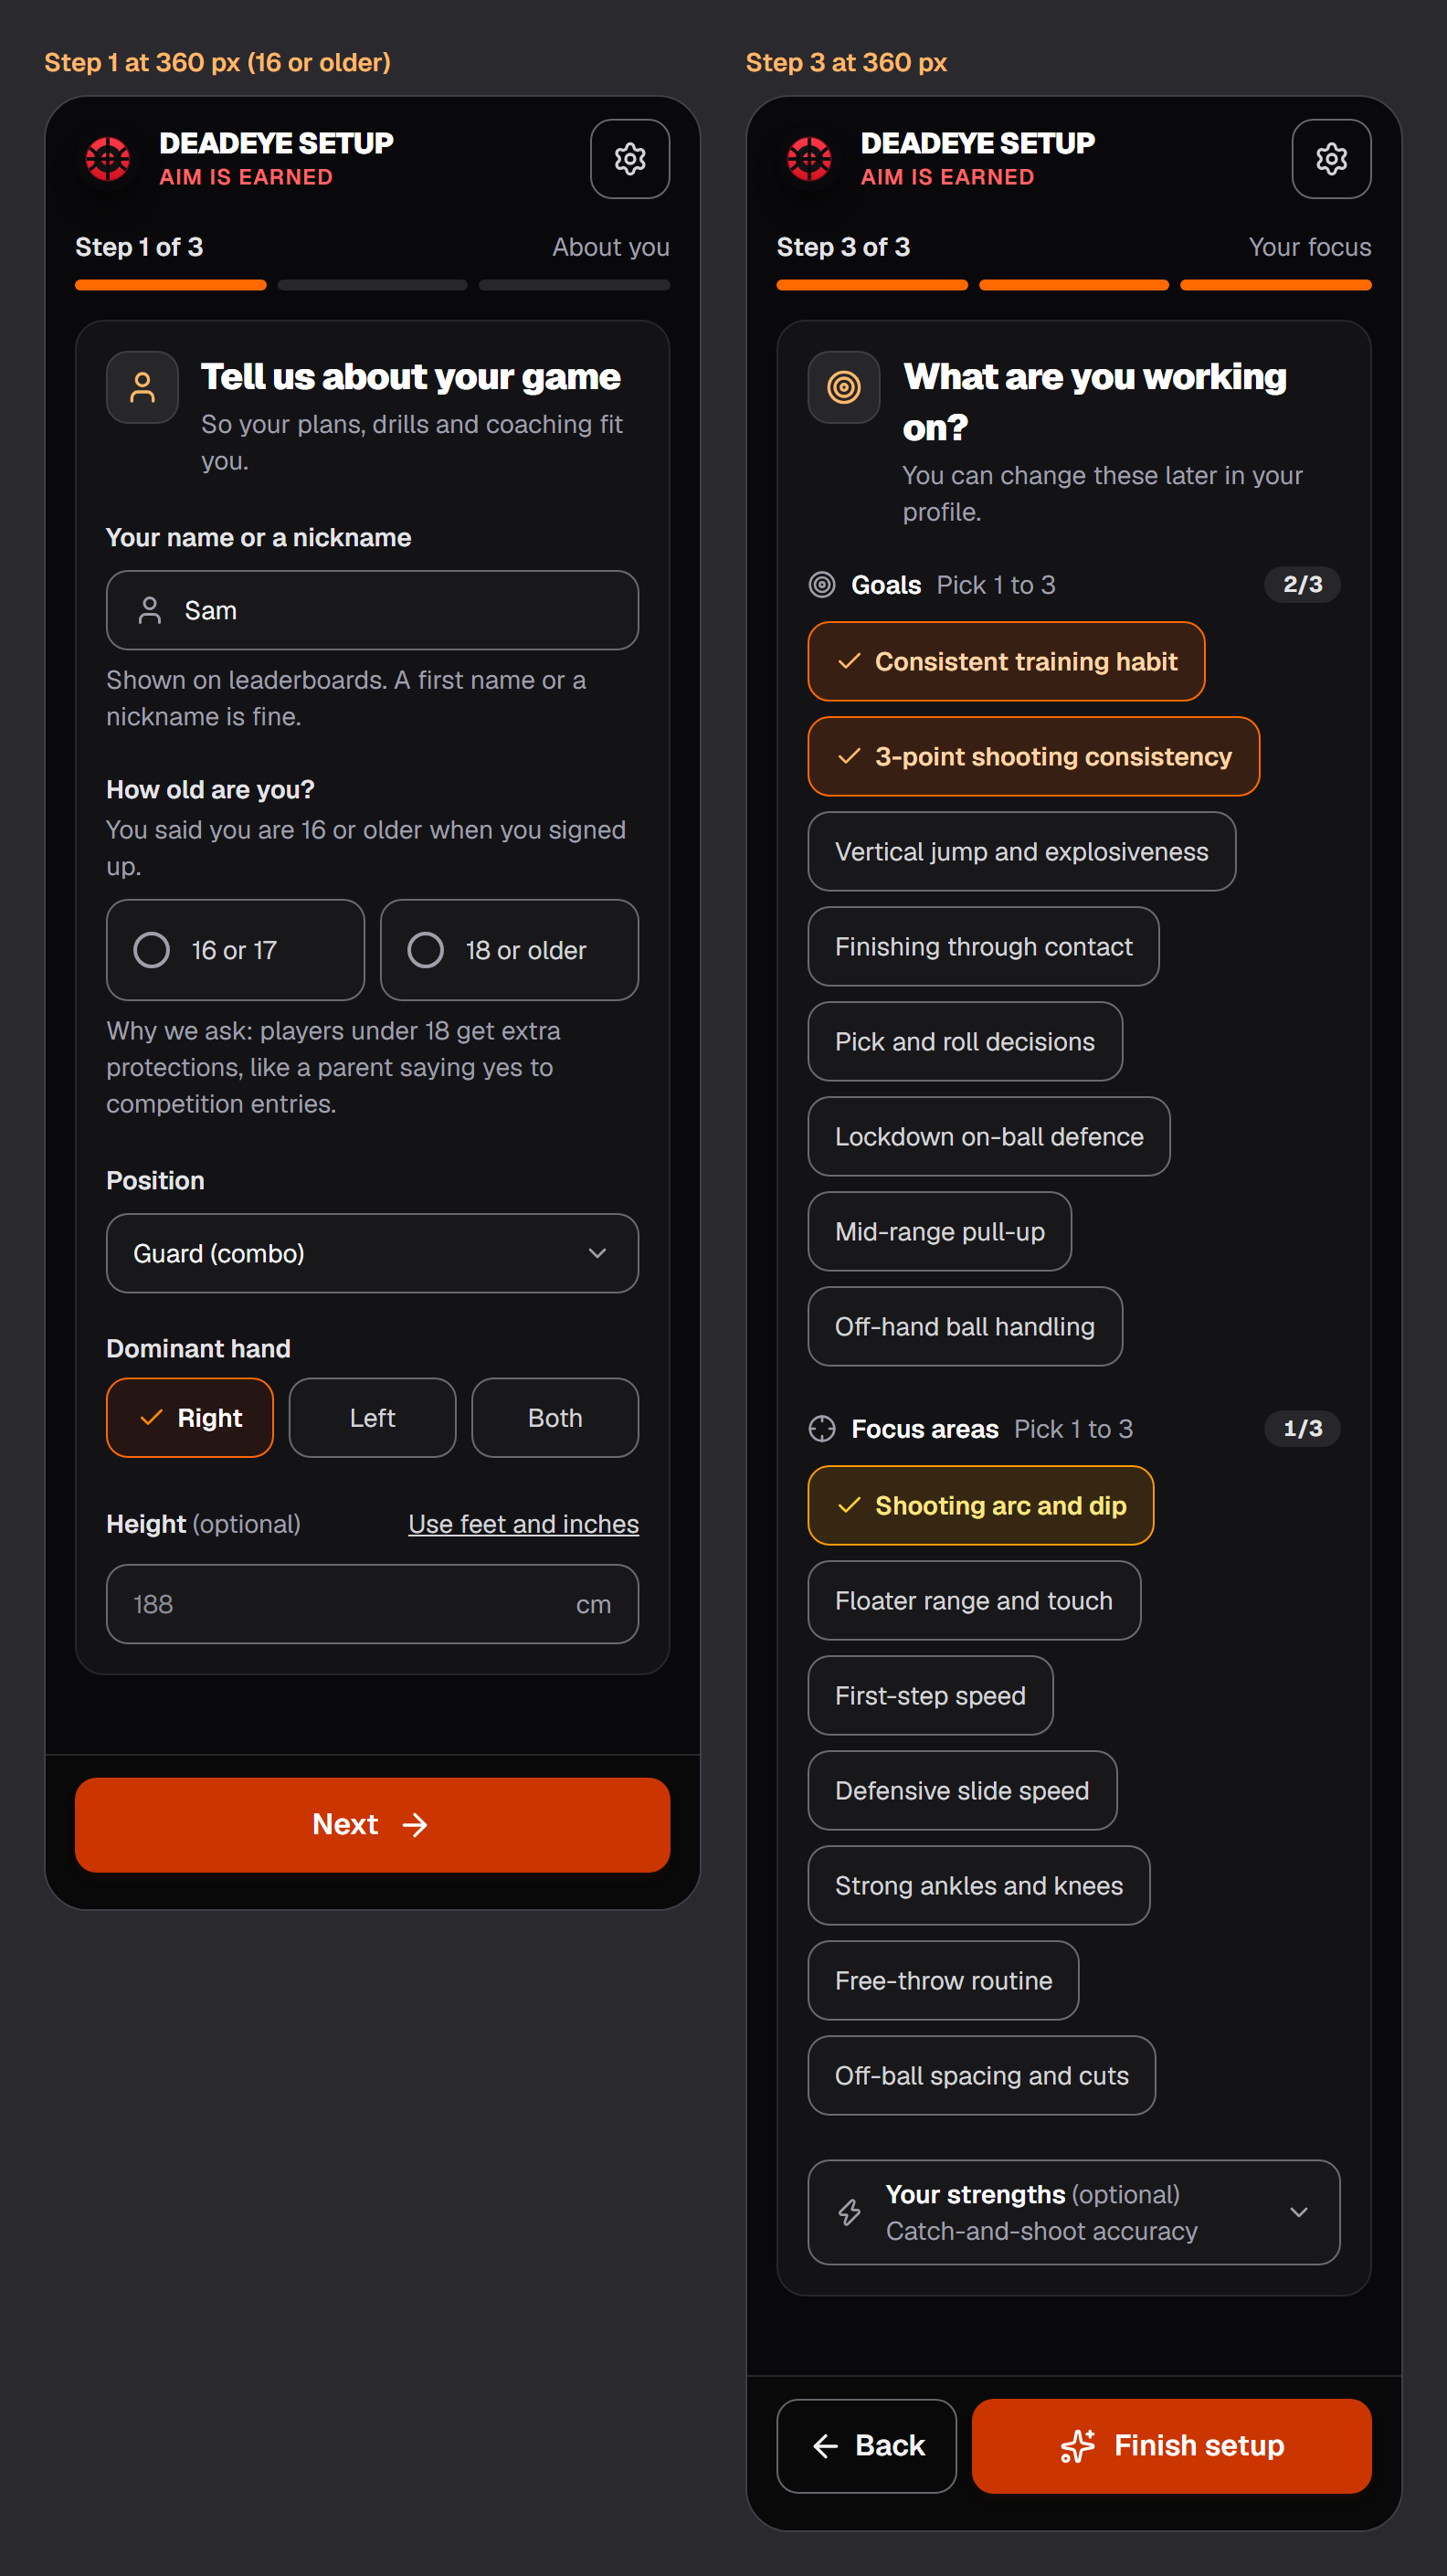 Step 1 at 360 px (16 or older)
DEADEYE SETUP
AIM IS EARNED
Step 1 of 3
About you
Tell us about your game
So your plans, drills and coaching fit
you.
Your name or a nickname
Sam
Shown on leaderboards. A first name or a
nickname is fine.
How old are you?
You said you are 16 or older when you signed
up.
16 or 17
18 or older
Why we ask: players under 18 get extra
protections, like a parent saying yes to
competition entries.
Position
Guard (combo)
Dominant hand
Right
Left
Both
Height (optional)
Use feet and inches
188
cm
Next
Step 3 at 360 px
DEADEYE SETUP
AIM IS EARNED
Step 3 of 3
Your focus
What are you working
on?
You can change these later in your
profile.
Goals Pick 1 to 3
2/3
Consistent training habit
3-point shooting consistency
Vertical jump and explosiveness
Finishing through contact
Pick and roll decisions
Lockdown on-ball defence
Mid-range pull-up
Off-hand ball handling
Focus areas Pick 1 to 3
1/3
Shooting arc and dip
Floater range and touch
First-step speed
Defensive slide speed
Strong ankles and knees
Free-throw routine
Off-ball spacing and cuts
Your strengths (optional)
Catch-and-shoot accuracy
Back
Finish setup